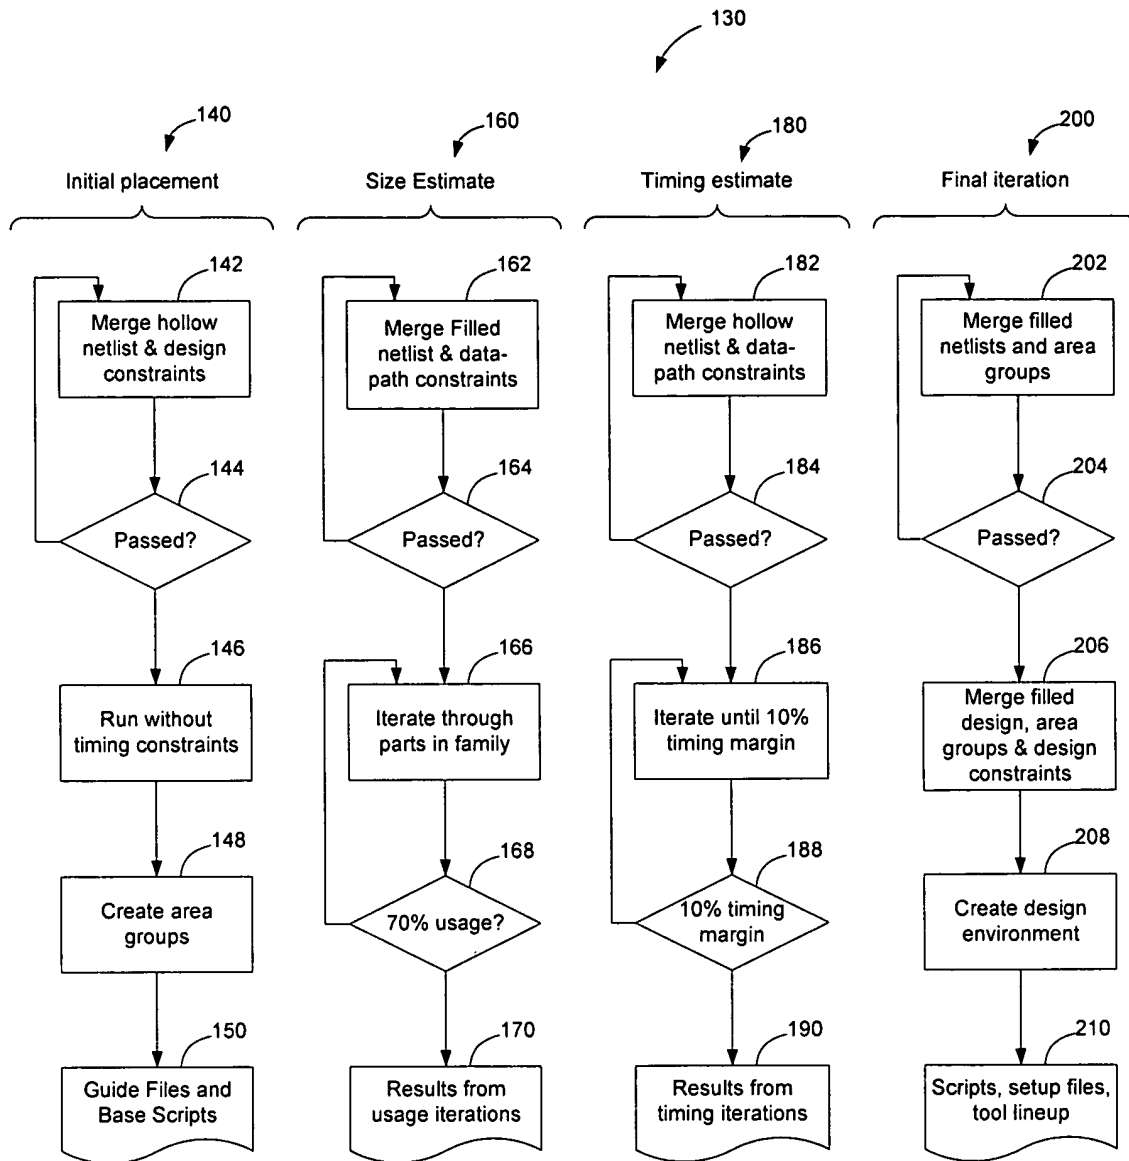 130
140
Initial placement
142
Merge hollow
netlist & design
constraints
144
Passed?
146
Run without
timing constraints
148
Create area
groups
150
Guide Files and
Base Scripts
160
Size Estimate
162
Merge Filled
netlist & data-
path constraints
164
Passed?
166
Iterate through
parts in family
168
70% usage?
170
Results from
usage iterations
180
Timing estimate
182
Merge hollow
netlist & data-
path constraints
184
Passed?
186
Iterate until 10%
timing margin
188
10% timing
margin
190
Results from
timing iterations
200
Final iteration
202
Merge filled
netlists and area
groups
204
Passed?
206
Merge filled
design, area
groups & design
constraints
208
Create design
environment
210
Scripts, setup files,
tool lineup